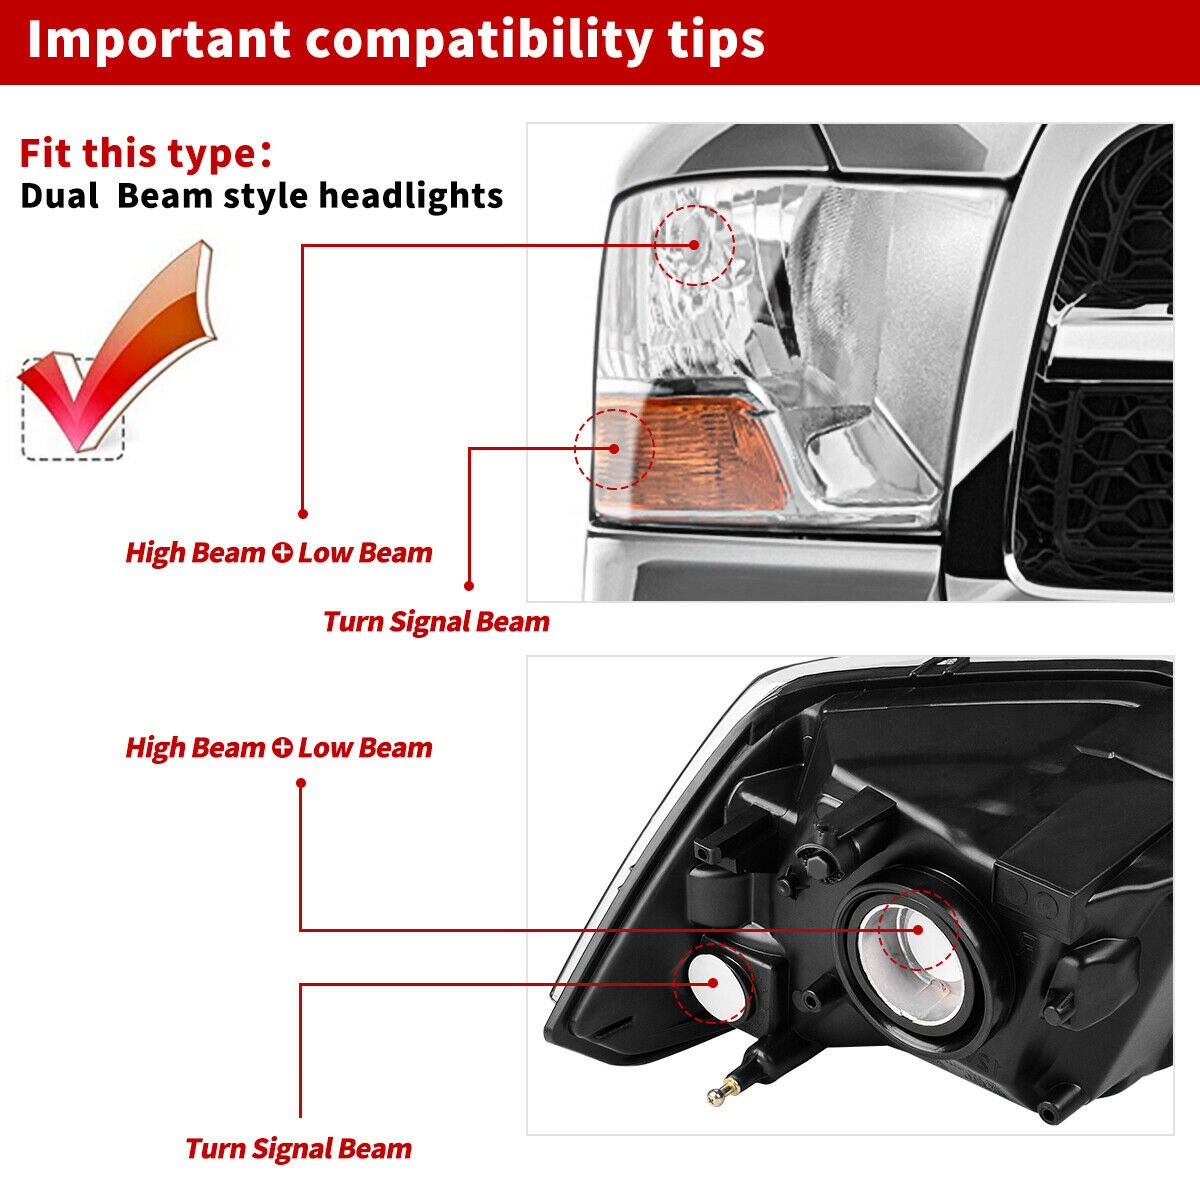 Important compatibility tips
Fit this type:
Dual Beam style headlights
High Beam + Low Beam
Turn Signal Beam
High Beam + Low Beam
Turn Signal Beam